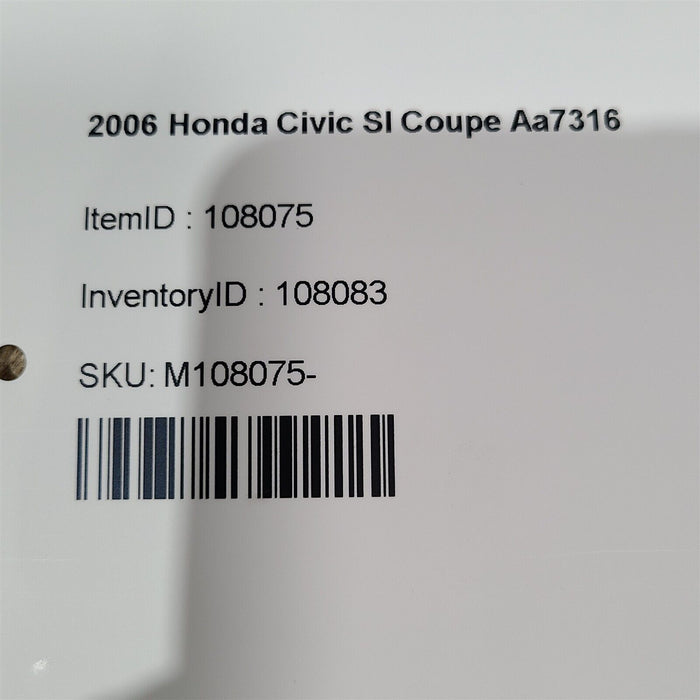 2006 Honda Civic SI Coupe Aa7316
ItemID : 108075
InventoryID : 108083
SKU: M108075-